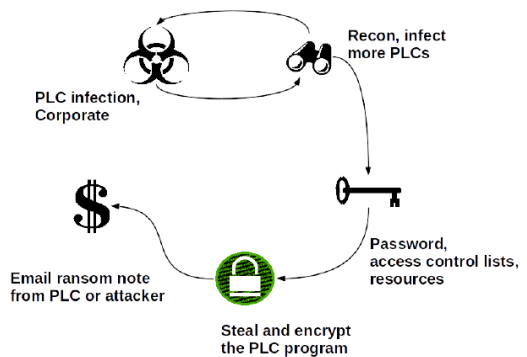 Recon, infect
more PLCs
PLC infection,
Corporate
Password,
access control lists,
resources
Email ransom note
from PLC or attacker
Steal and encrypt
the PLC program